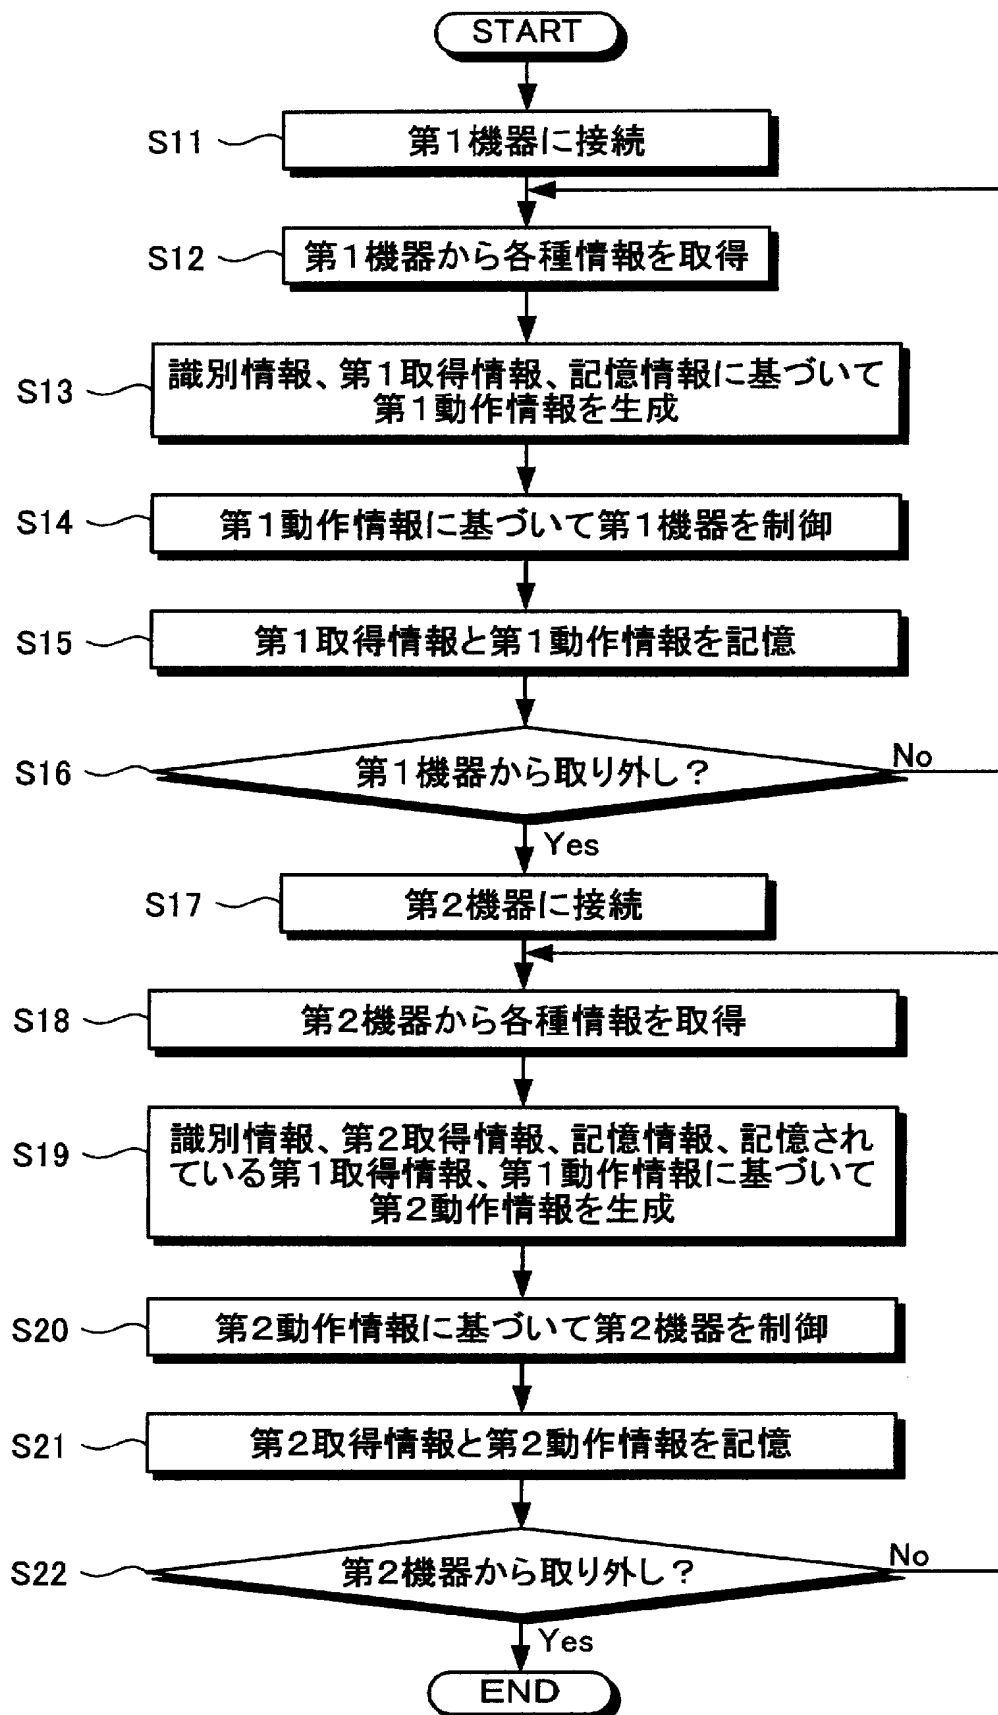 START
S11
第1機器に接続
S12
第1機器から各種情報を取得
S13
識別情報、第1取得情報、記憶情報に基づいて
第1動作情報を生成
S14
第1動作情報に基づいて第1機器を制御
S15
第1取得情報と第1動作情報を記憶
S16
第1機器から取り外し？
No
Yes
S17
第2機器に接続
S18
第2機器から各種情報を取得
S19
識別情報、第2取得情報、記憶情報、記憶され
ている第1取得情報、第1動作情報に基づいて
第2動作情報を生成
S20
第2動作情報に基づいて第2機器を制御
S21
第2取得情報と第2動作情報を記憶
S22
第2機器から取り外し？
No
Yes
END